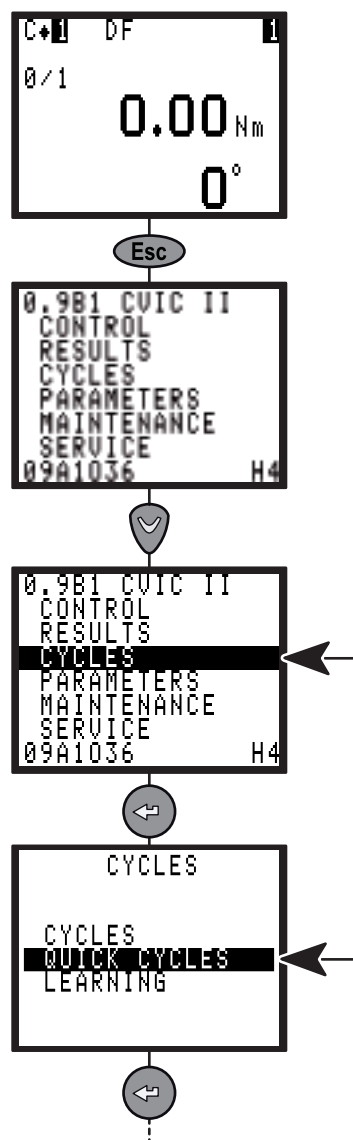 C♦1 DF 1
0/1
0.00 Nm
0°
Esc
0.9B1 CVIC II
CONTROL
RESULTS
CYCLES
PARAMETERS
MAINTENANCE
SERVICE
09A1036 H4
0.9B1 CVIC II
CONTROL
RESULTS
CYCLES
PARAMETERS
MAINTENANCE
SERVICE
09A1036 H4
CYCLES
CYCLES
QUICK CYCLES
LEARNING